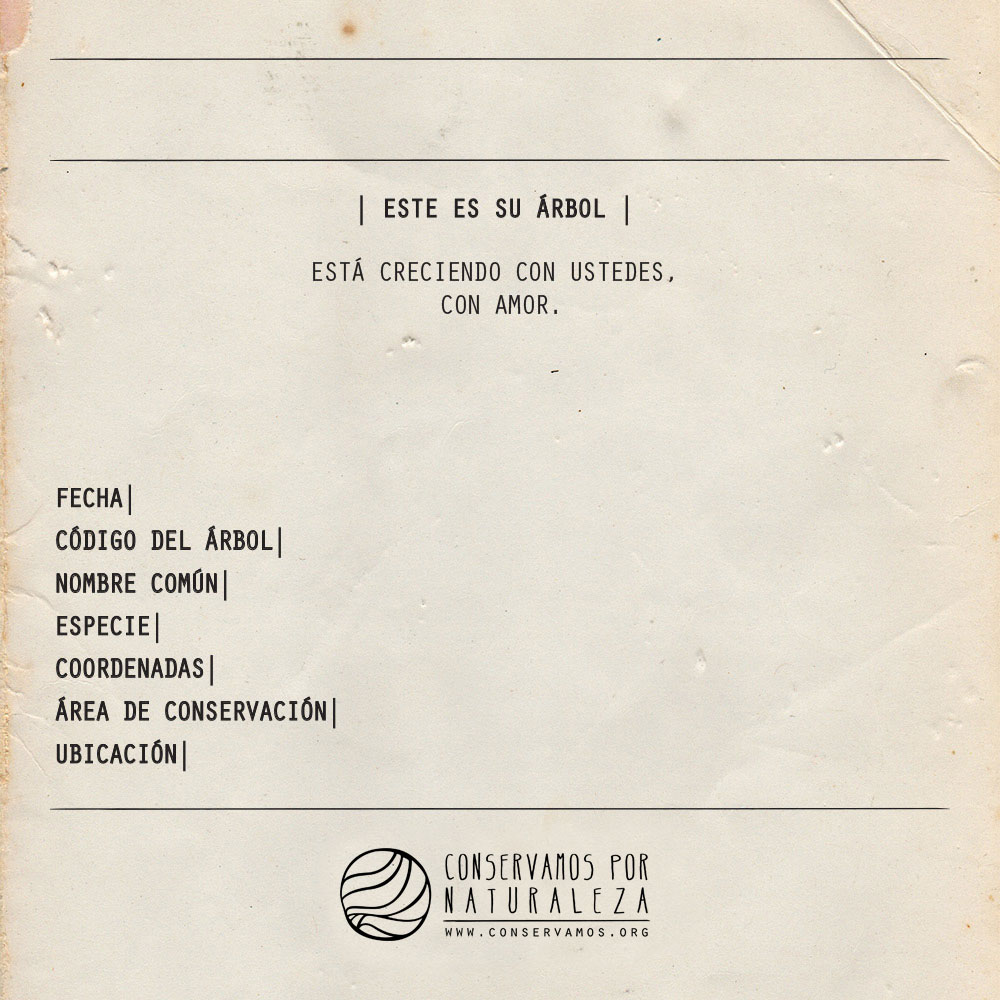 | ESTE ES SU ÁRBOL |
ESTÁ CRECIENDO CON USTEDES,
CON AMOR.
FECHA|
CÓDIGO DEL ÁRBOL|
NOMBRE COMÚN|
ESPECIE|
COORDENADAS|
ÁREA DE CONSERVACIÓN|
UBICACIÓN|
CONSERVAMOS POR
NATURALEZA
WWW.CONSERVAMOS.ORG